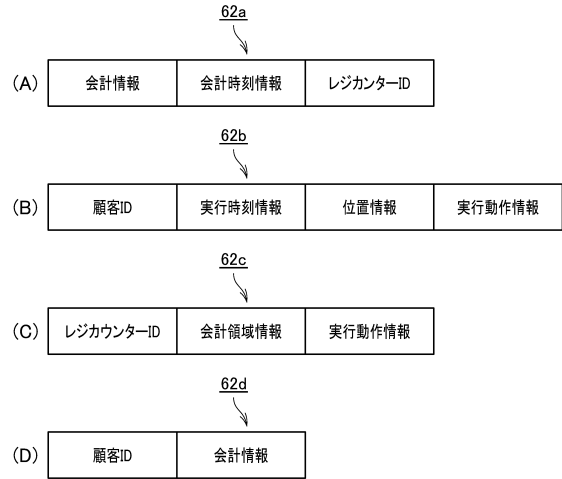 62a
(A) 会計情報 会計時刻情報 レジカンターID
62b
(B) 顧客ID 実行時刻情報 位置情報 実行動作情報
62c
(C) レジカウンターID 会計領域情報 実行動作情報
62d
(D) 顧客ID 会計情報